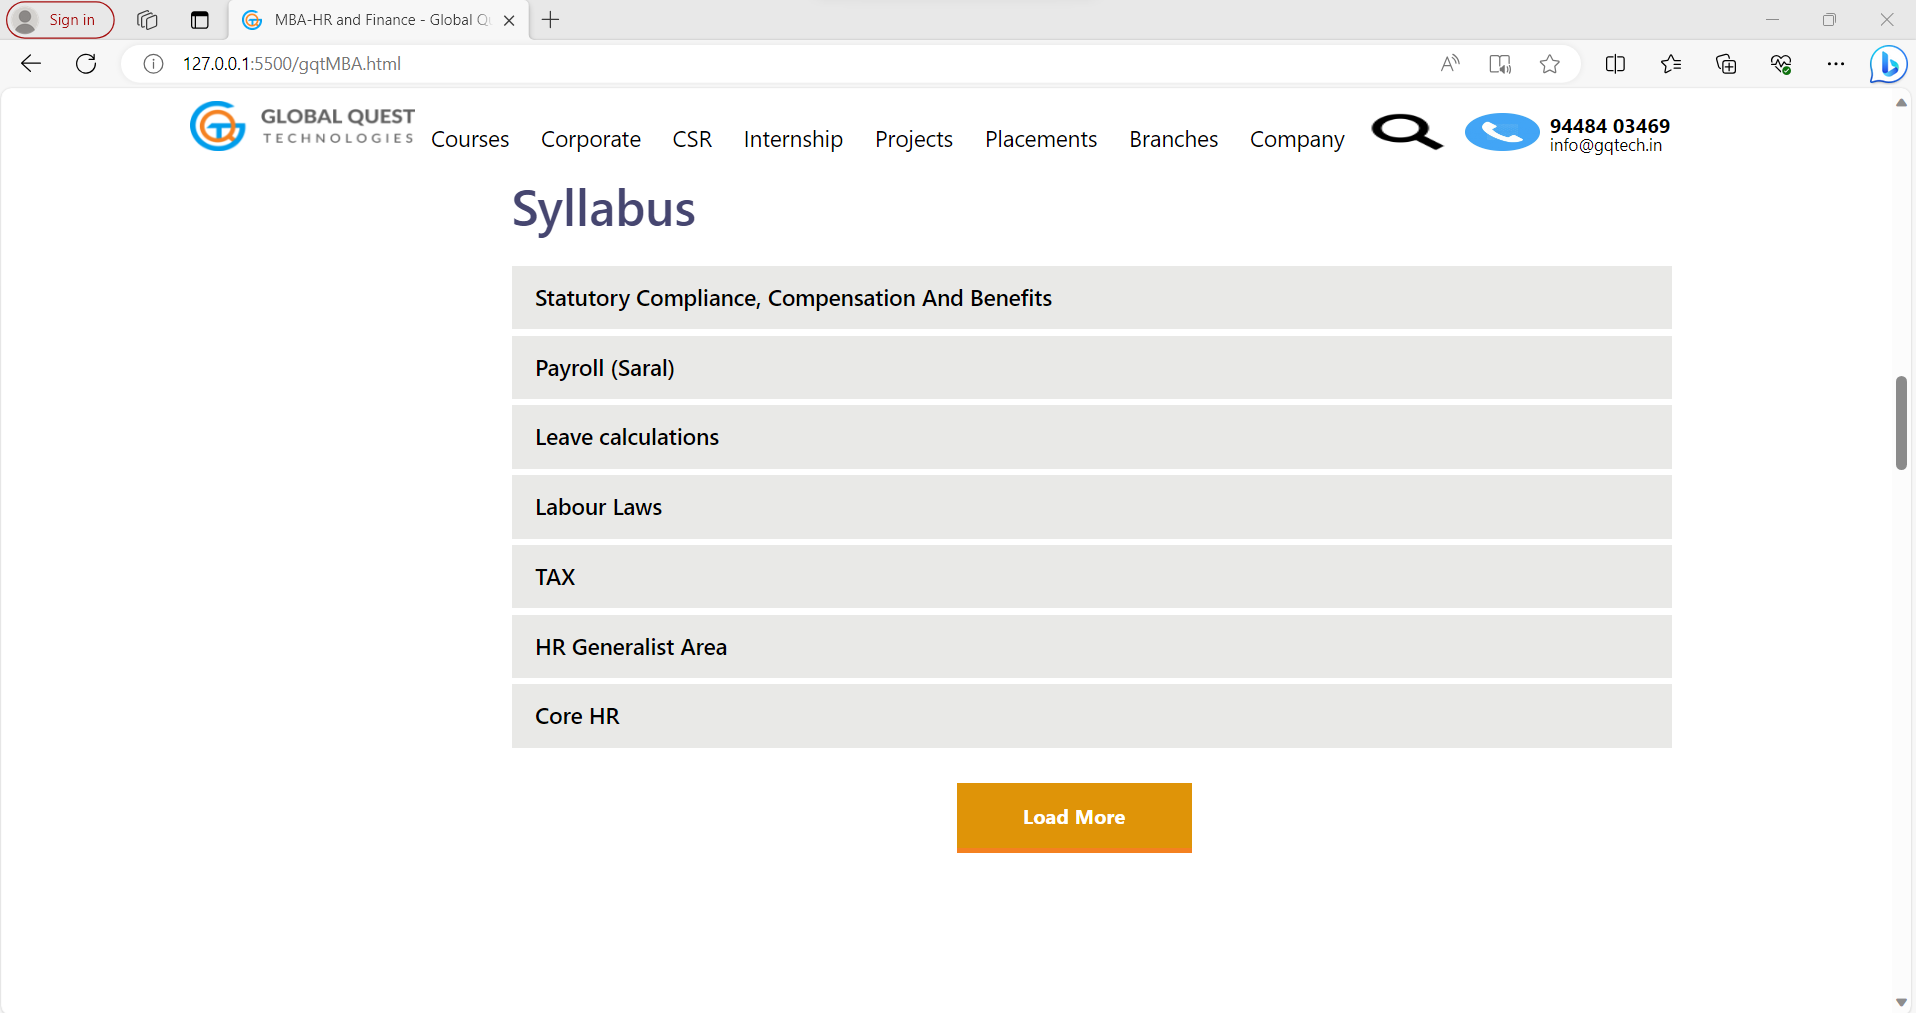 Sign in
MBA-HR and Finance - Global Qu
127.0.0.1:5500/gqtMBA.html
GLOBAL QUEST
TECHNOLOGIES
Courses Corporate CSR Internship Projects Placements Branches Company
94484 03469
info@gqtech.in
Syllabus
Statutory Compliance, Compensation And Benefits
Payroll (Saral)
Leave calculations
Labour Laws
TAX
HR Generalist Area
Core HR
Load More